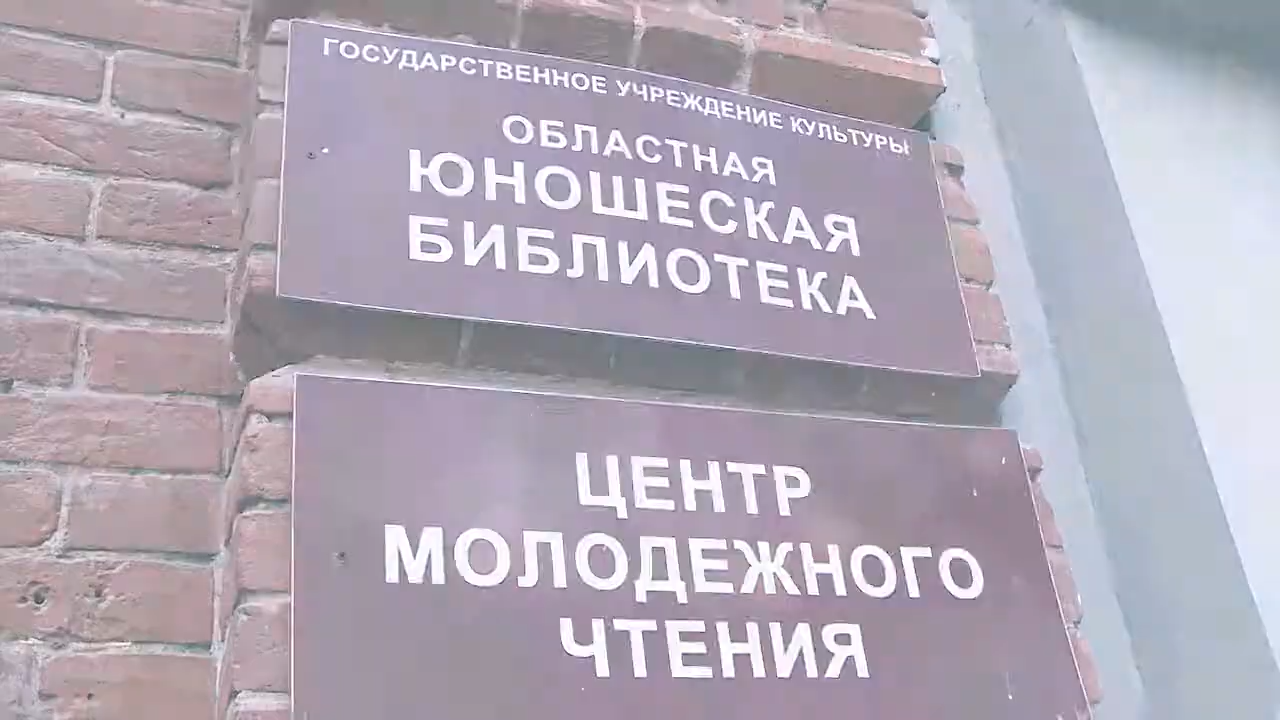 ГОСУДАРСТВЕННОЕ УЧРЕЖДЕНИЕ КУЛЬТУРЫ
ОБЛАСТНАЯ
ЮНОШЕСКАЯ
БИБЛИОТЕКА
ЦЕНТР
МОЛОДЕЖНОГО
ЧТЕНИЯ